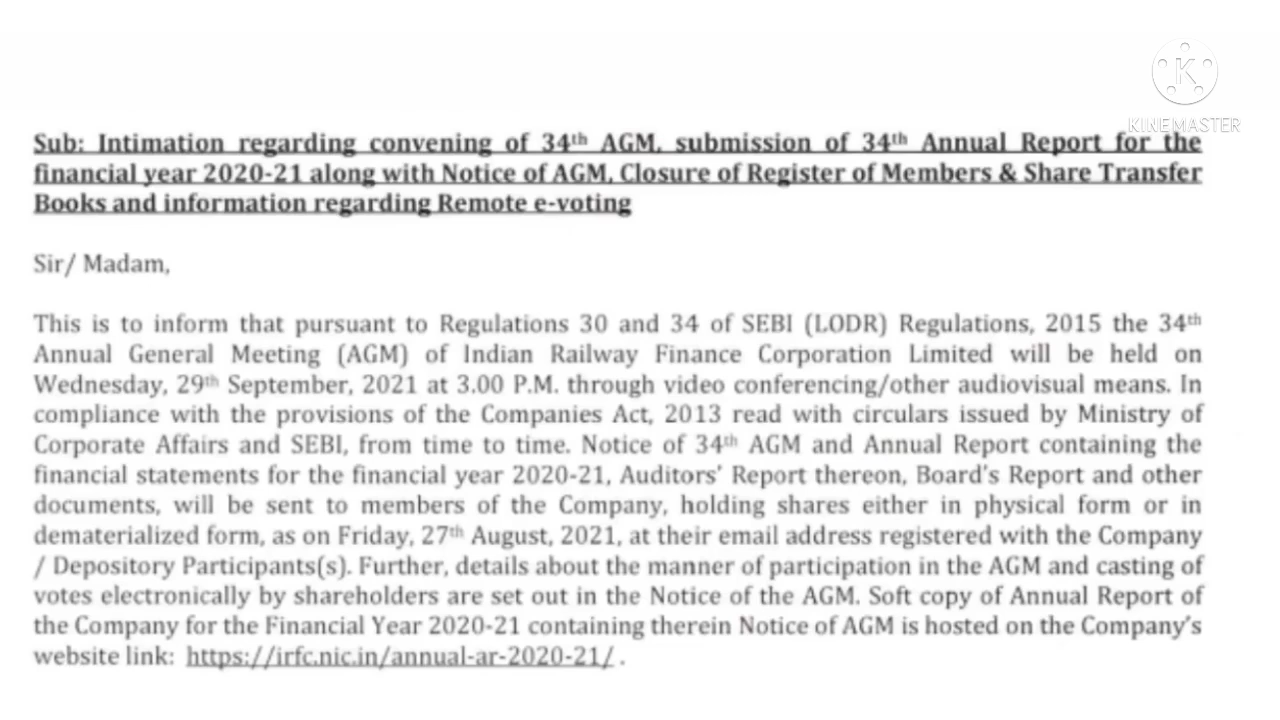 K
KINEMASTER
Sub: Intimation regarding convening of 34th AGM, submission of 34th Annual Report for the
financial year 2020-21 along with Notice of AGM, Closure of Register of Members & Share Transfer
Books and information regarding Remote e-voting
Sir/ Madam,
This is to inform that pursuant to Regulations 30 and 34 of SEBI (LODR) Regulations, 2015 the 34th
Annual General Meeting (AGM) of Indian Railway Finance Corporation Limited will be held on
Wednesday, 29th September, 2021 at 3.00 P.M. through video conferencing/other audiovisual means. In
compliance with the provisions of the Companies Act, 2013 read with circulars issued by Ministry of
Corporate Affairs and SEBI, from time to time. Notice of 34th AGM and Annual Report containing the
financial statements for the financial year 2020-21, Auditors' Report thereon, Board's Report and other
documents, will be sent to members of the Company, holding shares either in physical form or in
dematerialized form, as on Friday, 27th August, 2021, at their email address registered with the Company
/ Depository Participants(s). Further, details about the manner of participation in the AGM and casting of
votes electronically by shareholders are set out in the Notice of the AGM. Soft copy of Annual Report of
the Company for the Financial Year 2020-21 containing therein Notice of AGM is hosted on the Company's
website link: https://irfc.nic.in/annual-ar-2020-21/ .